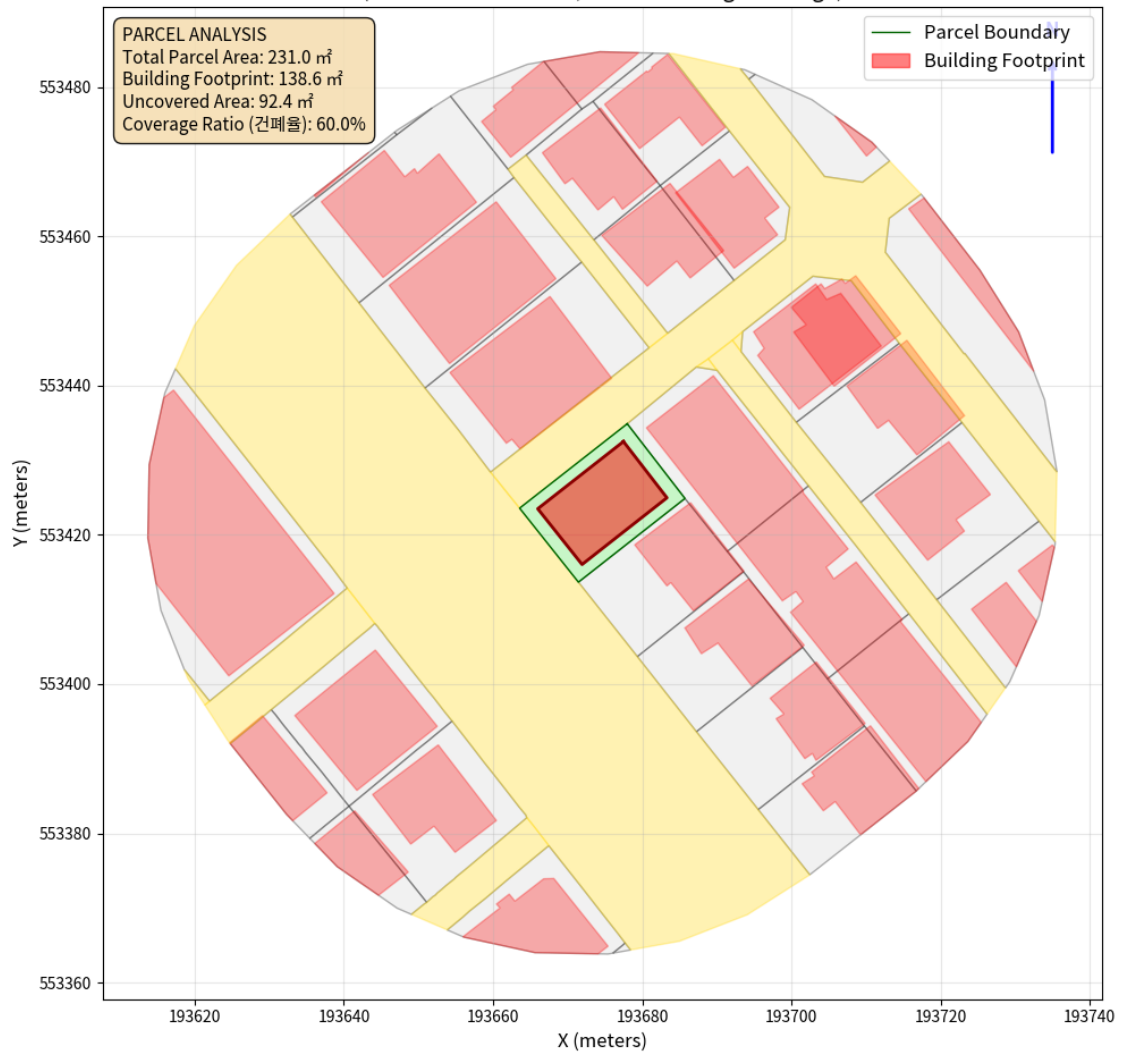 PARCEL ANALYSIS
Total Parcel Area: 231.0 ㎡
Building Footprint: 138.6 ㎡
Uncovered Area: 92.4 ㎡
Coverage Ratio (건폐율): 60.0%
Parcel Boundary
Building Footprint
N
553480
553460
553440
553420
553400
553380
553360
Y (meters)
193620
193640
193660
193680
193700
193720
193740
X (meters)